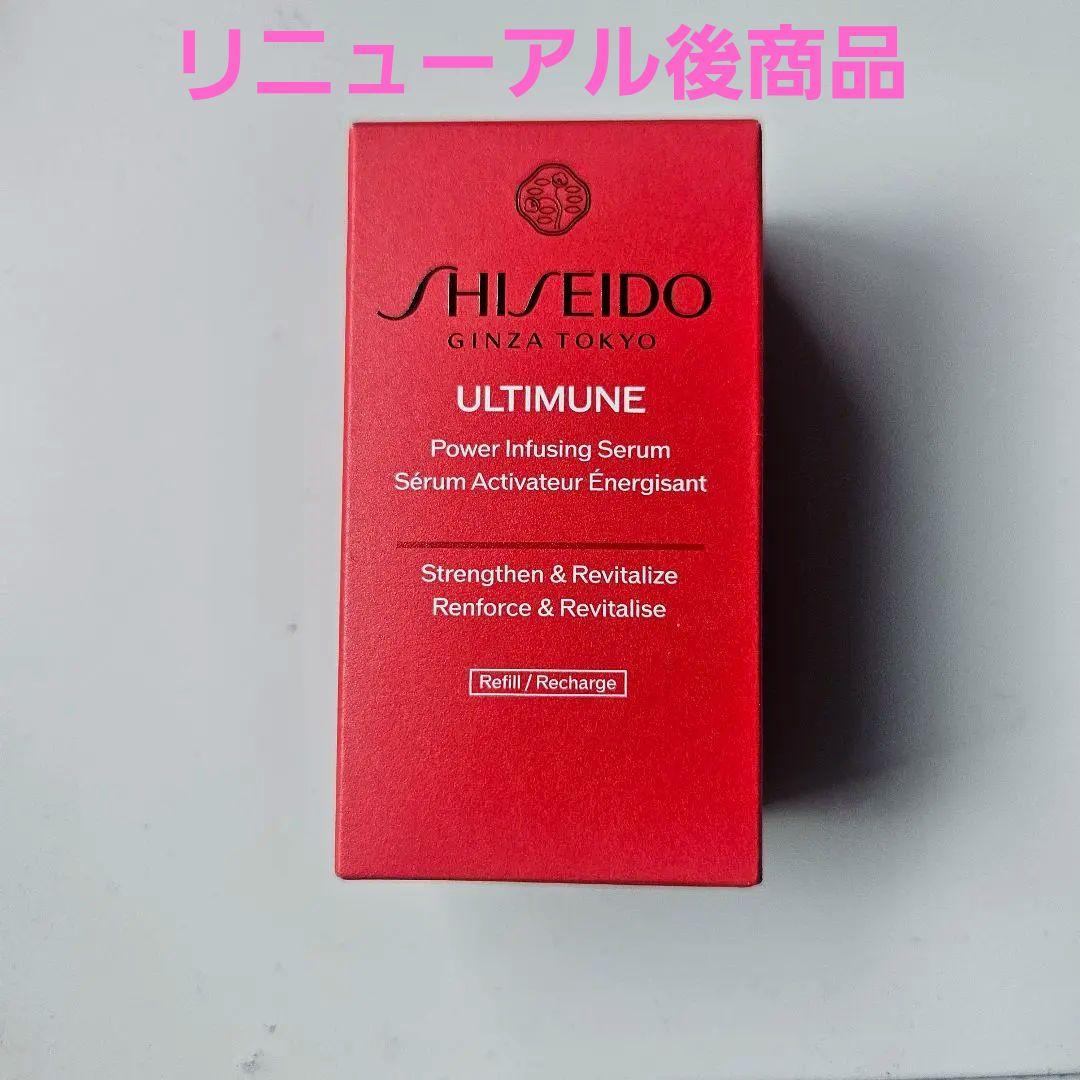 リニューアル後商品
SHISEIDO
GINZA TOKYO
ULTIMUNE
Power Infusing Serum
Sérum Activateur Énergisant
Strengthen & Revitalize
Renforce & Revitalise
Refill / Recharge